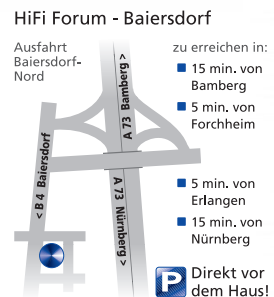 HiFi Forum - Baiersdorf
Ausfahrt
Baiersdorf-
Nord
zu erreichen in:
15 min. von
Bamberg
5 min. von
Forchheim
A 73 Bamberg >
< B 4 Baiersdorf
A 73 Nürnberg >
5 min. von
Erlangen
15 min. von
Nürnberg
P Direkt vor
dem Haus!